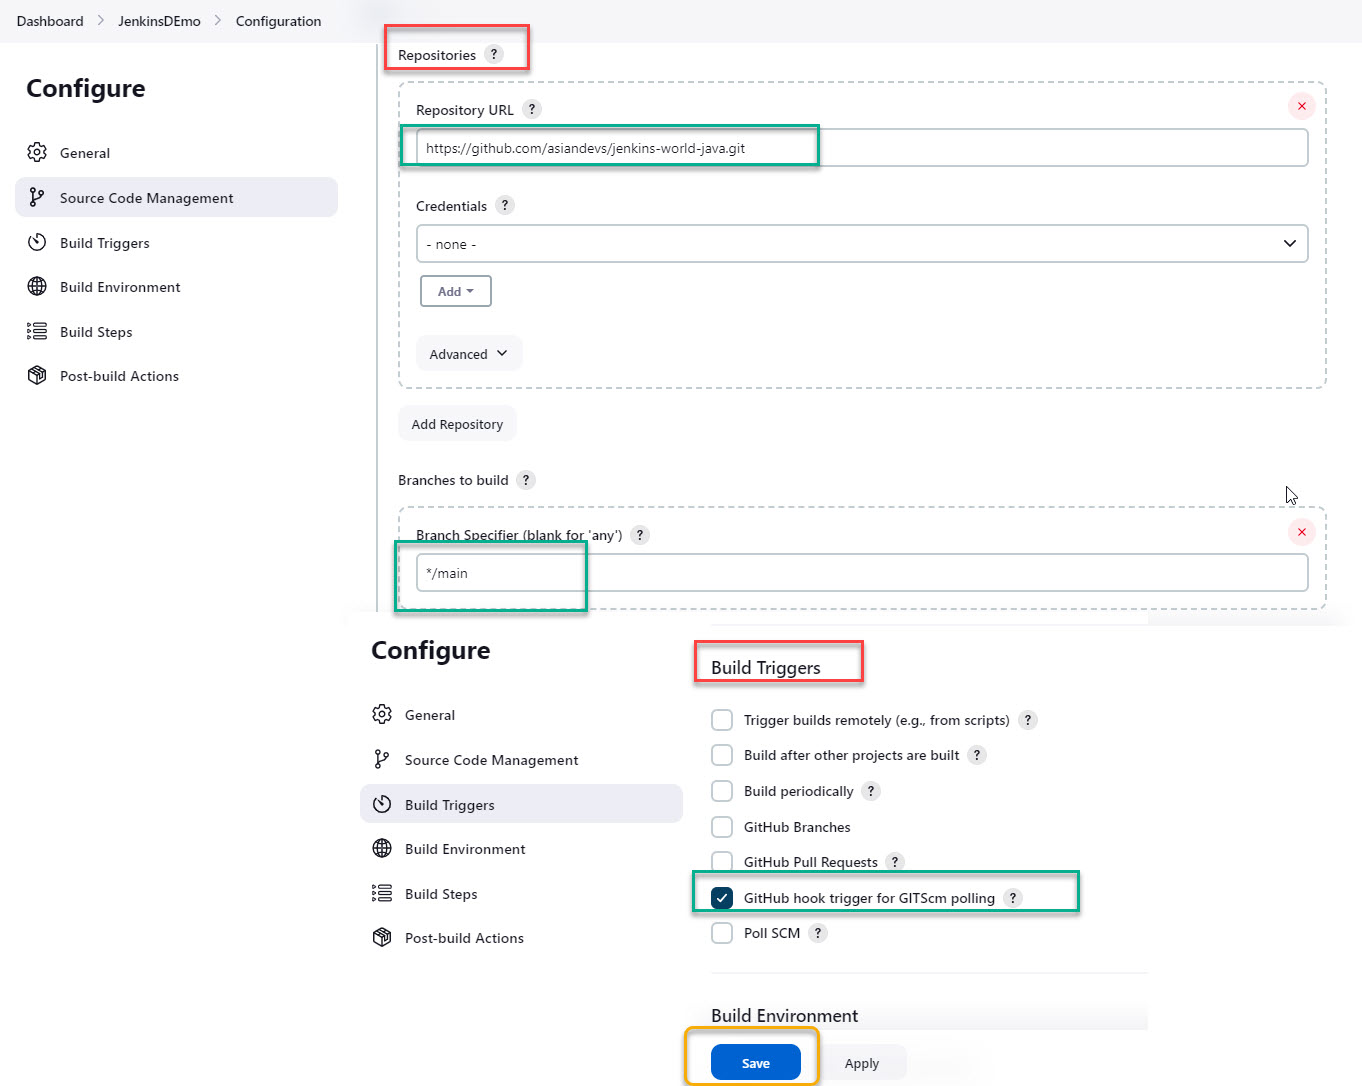 Dashboard > JenkinsDEmo > Configuration
Configure
General
Source Code Management
Build Triggers
Build Environment
Build Steps
Post-build Actions
Repositories ?
Repository URL ?
https://github.com/asiandevs/jenkins-world-java.git
Credentials ?
- none -
Add
Advanced
Add Repository
Branches to build ?
Branch Specifier (blank for 'any') ?
*/main
Configure
General
Source Code Management
Build Triggers
Build Environment
Build Steps
Post-build Actions
Build Triggers
Trigger builds remotely (e.g., from scripts) ?
Build after other projects are built ?
Build periodically ?
GitHub Branches
GitHub Pull Requests ?
GitHub hook trigger for GITScm polling ?
Poll SCM ?
Build Environment
Save Apply